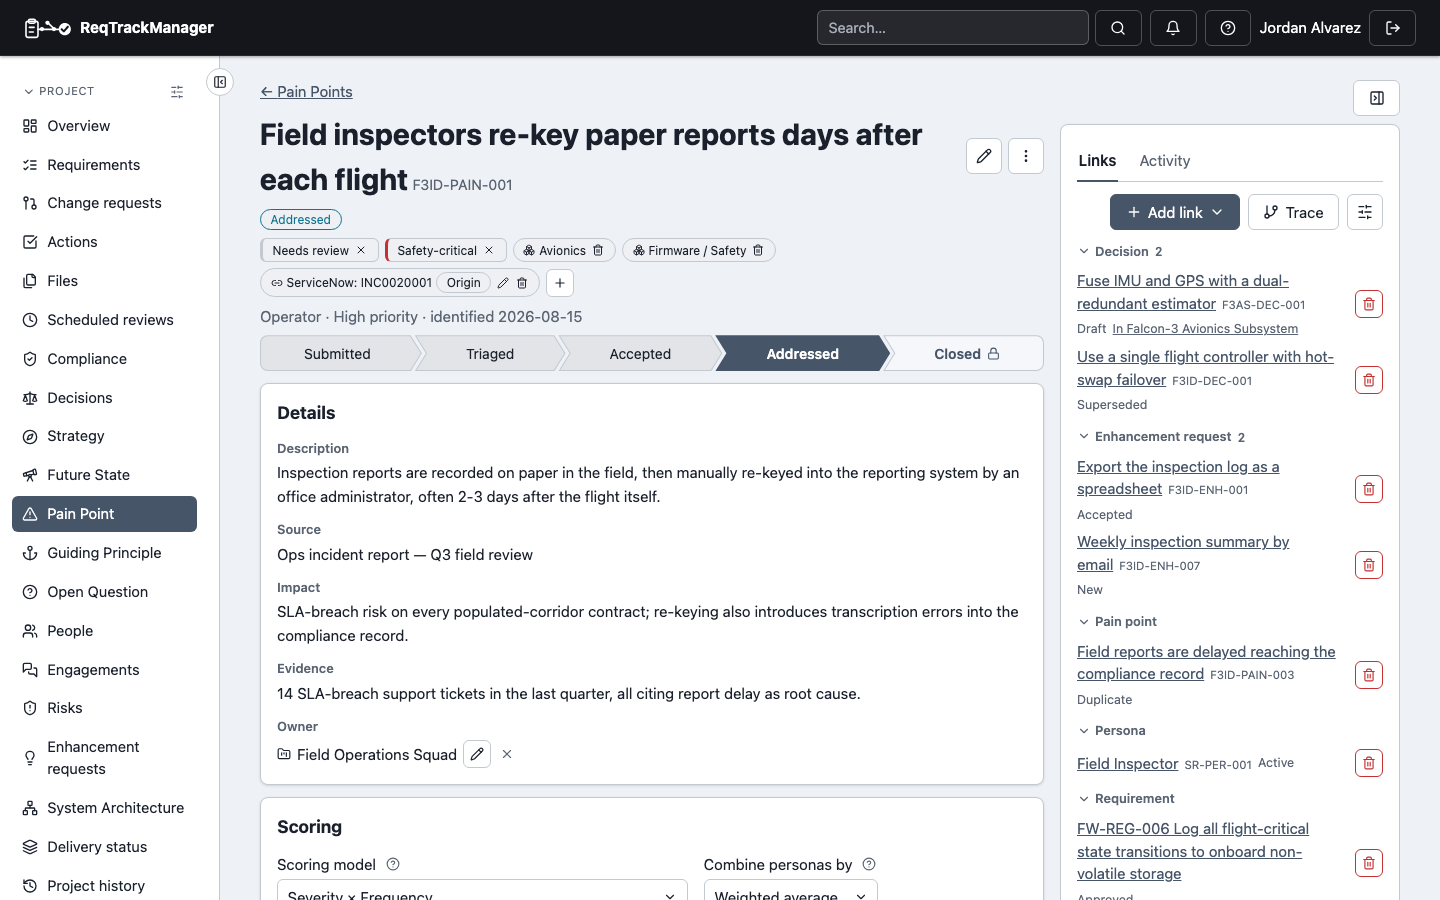 ReqTrackManager
Search...
Jordan Alvarez
PROJECT
Overview
Requirements
Change requests
Actions
Files
Scheduled reviews
Compliance
Decisions
Strategy
Future State
Pain Point
Guiding Principle
Open Question
People
Engagements
Risks
Enhancement
requests
System Architecture
Delivery status
Project history
← Pain Points
Field inspectors re-key paper reports days after
each flight F3ID-PAIN-001
Addressed
Needs review
Safety-critical
Avionics
Firmware / Safety
ServiceNow: INC0020001 Origin
Operator · High priority · identified 2026-08-15
Submitted
Triaged
Accepted
Addressed
Closed
Details
Description
Inspection reports are recorded on paper in the field, then manually re-keyed into the reporting system by an
office administrator, often 2-3 days after the flight itself.
Source
Ops incident report — Q3 field review
Impact
SLA-breach risk on every populated-corridor contract; re-keying also introduces transcription errors into the
compliance record.
Evidence
14 SLA-breach support tickets in the last quarter, all citing report delay as root cause.
Owner
Field Operations Squad
Scoring
Scoring model
Combine personas by
Severity × Frequency
Weighted average
Links
Activity
Add link
Trace
Decision 2
Fuse IMU and GPS with a dual-
redundant estimator F3AS-DEC-001
Draft In Falcon-3 Avionics Subsystem
Use a single flight controller with hot-
swap failover F3ID-DEC-001
Superseded
Enhancement request 2
Export the inspection log as a
spreadsheet F3ID-ENH-001
Accepted
Weekly inspection summary by
email F3ID-ENH-007
New
Pain point
Field reports are delayed reaching the
compliance record F3ID-PAIN-003
Duplicate
Persona
Field Inspector SR-PER-001 Active
Requirement
FW-REG-006 Log all flight-critical
state transitions to onboard non-
volatile storage
Approved